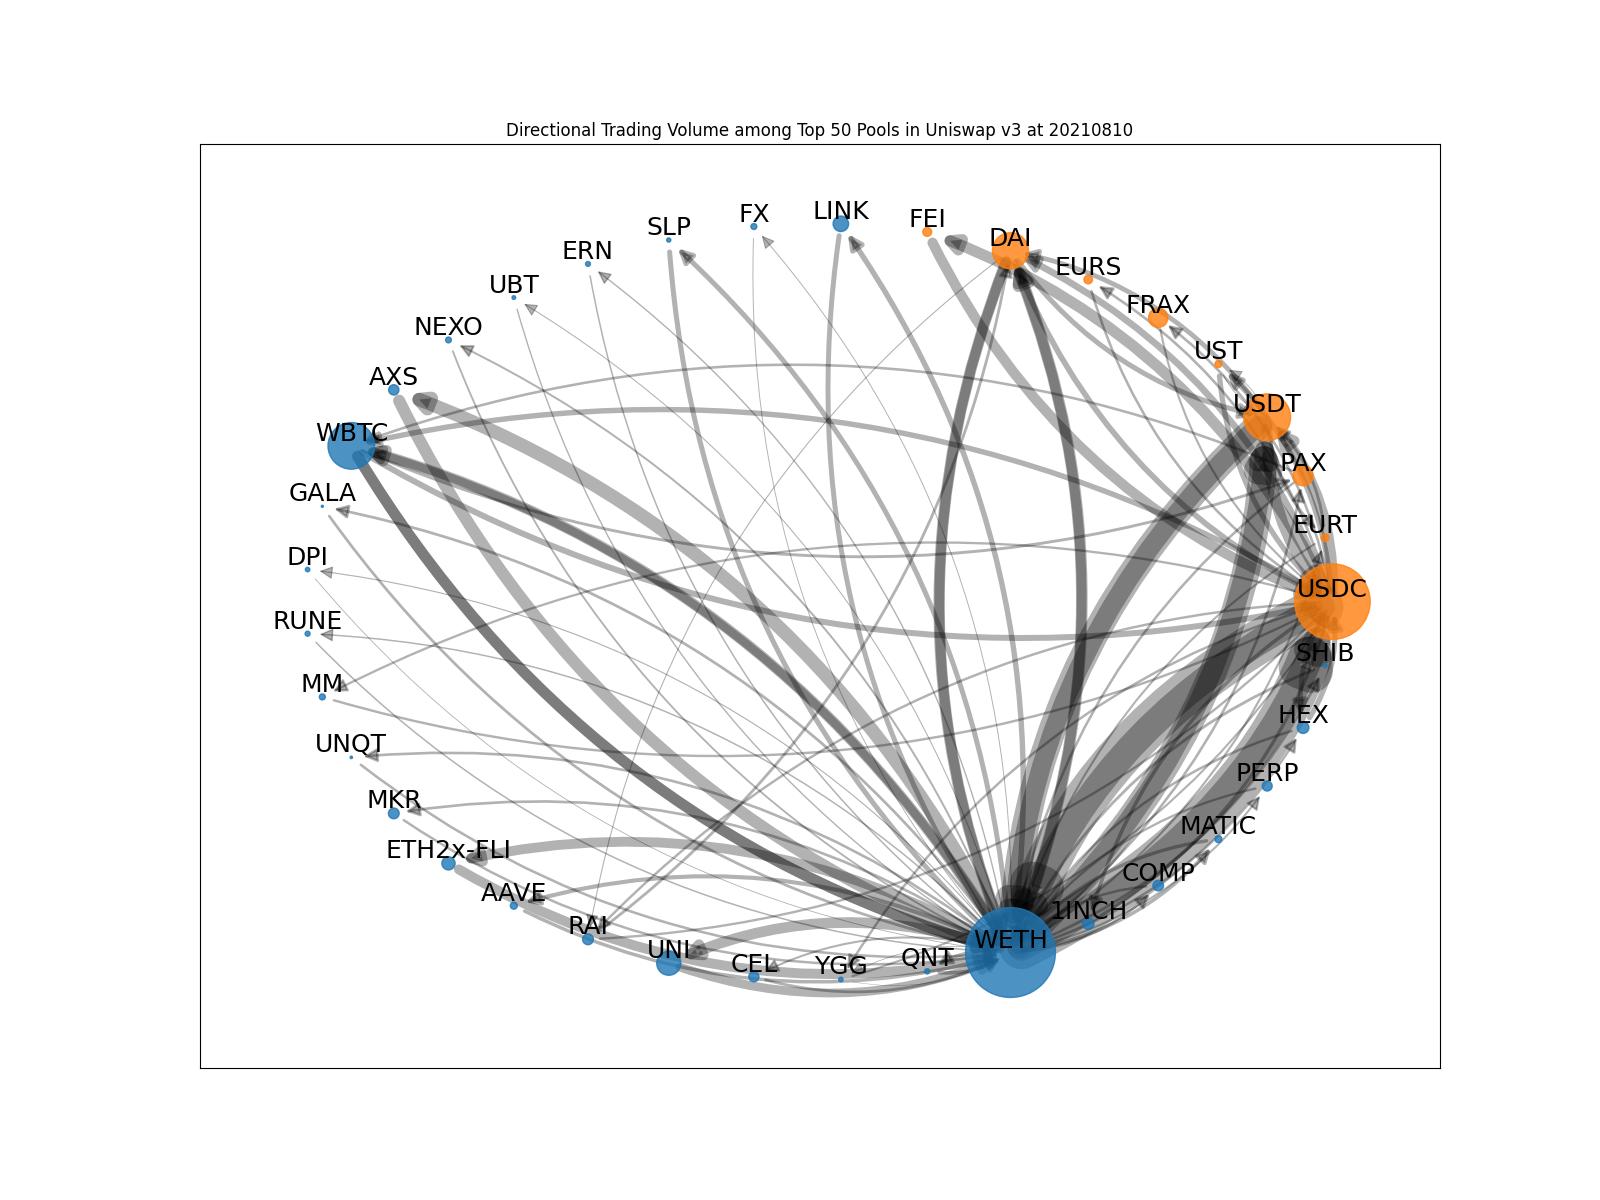 Directional Trading Volume among Top 50 Pools in Uniswap v3 at 20210810
LINK
FX
FEI
SLP
DAI
ERN
EURS
UBT
FRAX
NEXO
UST
AXS
USDT
WBTC
PAX
GALA
EURT
DPI
USDC
RUNE
SHIB
MM
HEX
UNQT
PERP
MKR
MATIC
ETH2x-FLI
COMP
AAVE
1INCH
RAI
WETH
UNI
QNT
CEL
YGG